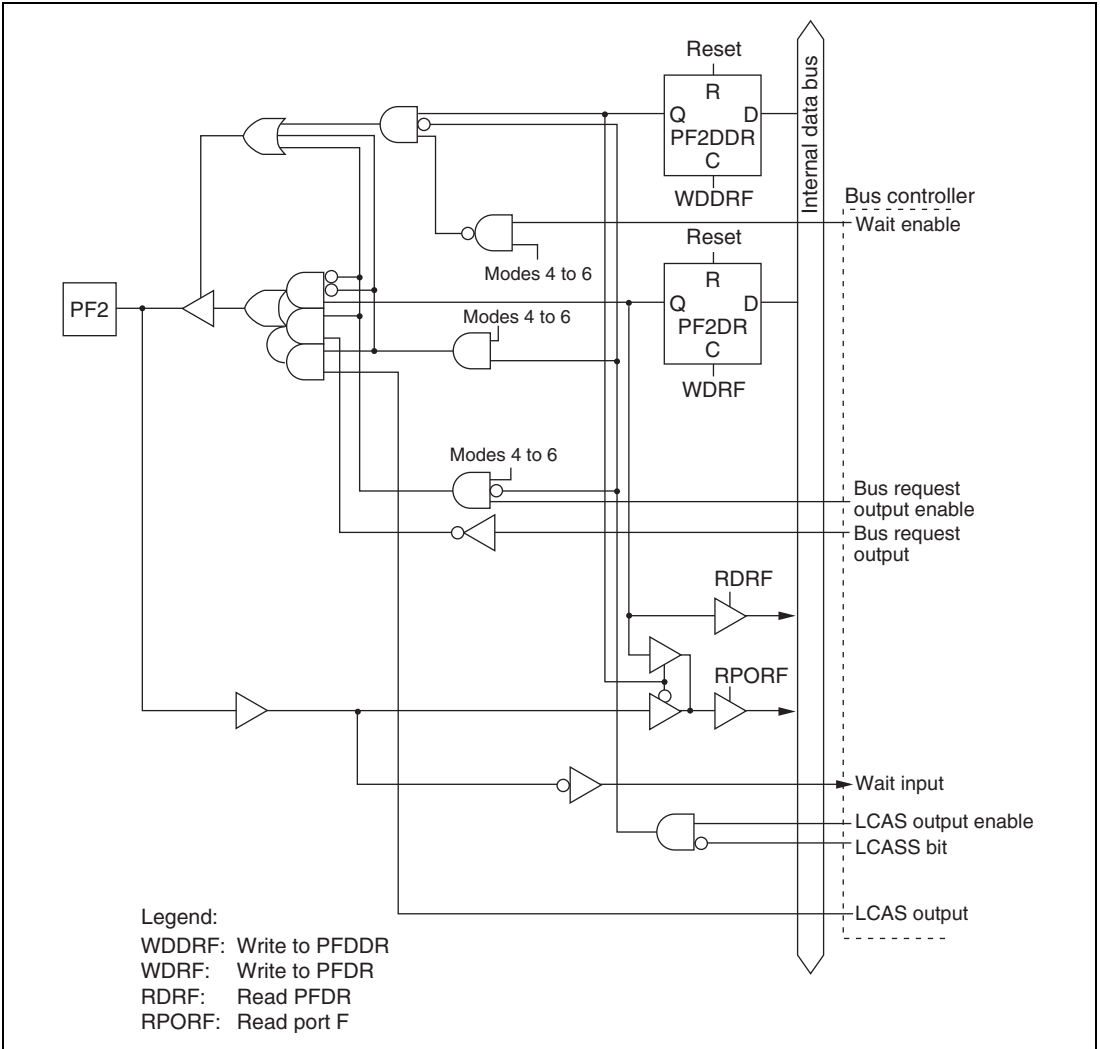 Reset
R
Q D
PF2DDR
C
WDDRF
Internal data bus
Bus controller
Wait enable
Modes 4 to 6
Reset
R
Q D
PF2DR
C
WDRF
PF2
Modes 4 to 6
Modes 4 to 6
Bus request
output enable
Bus request
output
RDRF
RPORF
Wait input
LCAS output enable
LCASS bit
LCAS output
Legend:
WDDRF: Write to PFDDR
WDRF: Write to PFDR
RDRF: Read PFDR
RPORF: Read port F